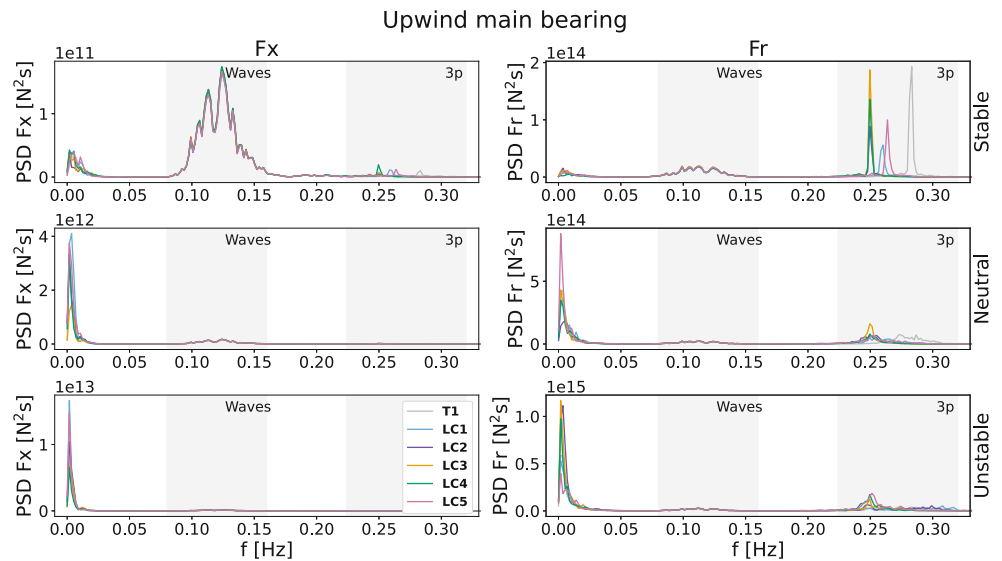 Upwind main bearing
Fx
Fr
1e11
Waves
3p
PSD Fx [N²s]
1
0
0.00 0.05 0.10 0.15 0.20 0.25 0.30
1e14
Waves
3p
PSD Fr [N²s]
2
1
0
0.00 0.05 0.10 0.15 0.20 0.25 0.30
Stable
1e12
Waves
3p
PSD Fx [N²s]
4
2
0
0.00 0.05 0.10 0.15 0.20 0.25 0.30
1e14
Waves
3p
PSD Fr [N²s]
5
0
0.00 0.05 0.10 0.15 0.20 0.25 0.30
Neutral
1e13
Waves
3p
PSD Fx [N²s]
1
0
T1
LC1
LC2
LC3
LC4
LC5
0.00 0.05 0.10 0.15 0.20 0.25 0.30
f [Hz]
1e15
Waves
3p
PSD Fr [N²s]
1.0
0.5
0.0
0.00 0.05 0.10 0.15 0.20 0.25 0.30
f [Hz]
Unstable